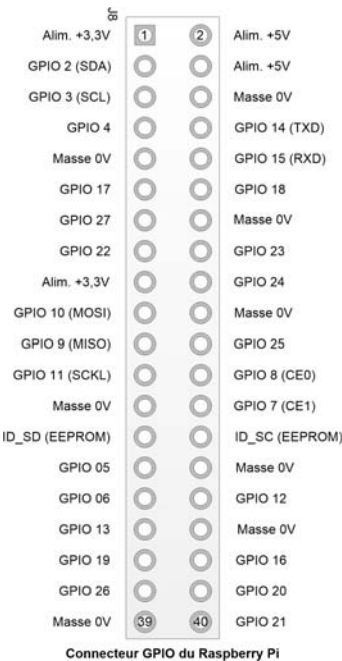 J8
Alim. +3,3V 1 2 Alim. +5V
GPIO 2 (SDA) Alim. +5V
GPIO 3 (SCL) Masse 0V
GPIO 4 GPIO 14 (TXD)
Masse 0V GPIO 15 (RXD)
GPIO 17 GPIO 18
GPIO 27 Masse 0V
GPIO 22 GPIO 23
Alim. +3,3V GPIO 24
GPIO 10 (MOSI) Masse 0V
GPIO 9 (MISO) GPIO 25
GPIO 11 (SCKL) GPIO 8 (CE0)
Masse 0V GPIO 7 (CE1)
ID_SD (EEPROM) ID_SC (EEPROM)
GPIO 05 Masse 0V
GPIO 06 GPIO 12
GPIO 13 Masse 0V
GPIO 19 GPIO 16
GPIO 26 GPIO 20
Masse 0V 39 40 GPIO 21
Connecteur GPIO du Raspberry Pi